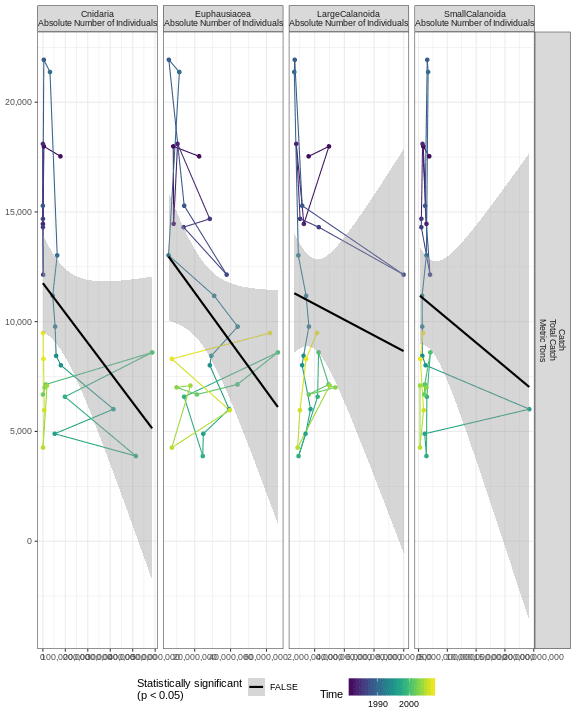 Cnidaria
Absolute Number of Individuals
Euphausiacea
Absolute Number of Individuals
LargeCalanoida
Absolute Number of Individuals
SmallCalanoida
Absolute Number of Individuals
20,000
15,000
10,000
5,000
0
Catch
Total Catch
Metric Tons
Statistically significant
(p < 0.05)
FALSE
Time
1990
2000